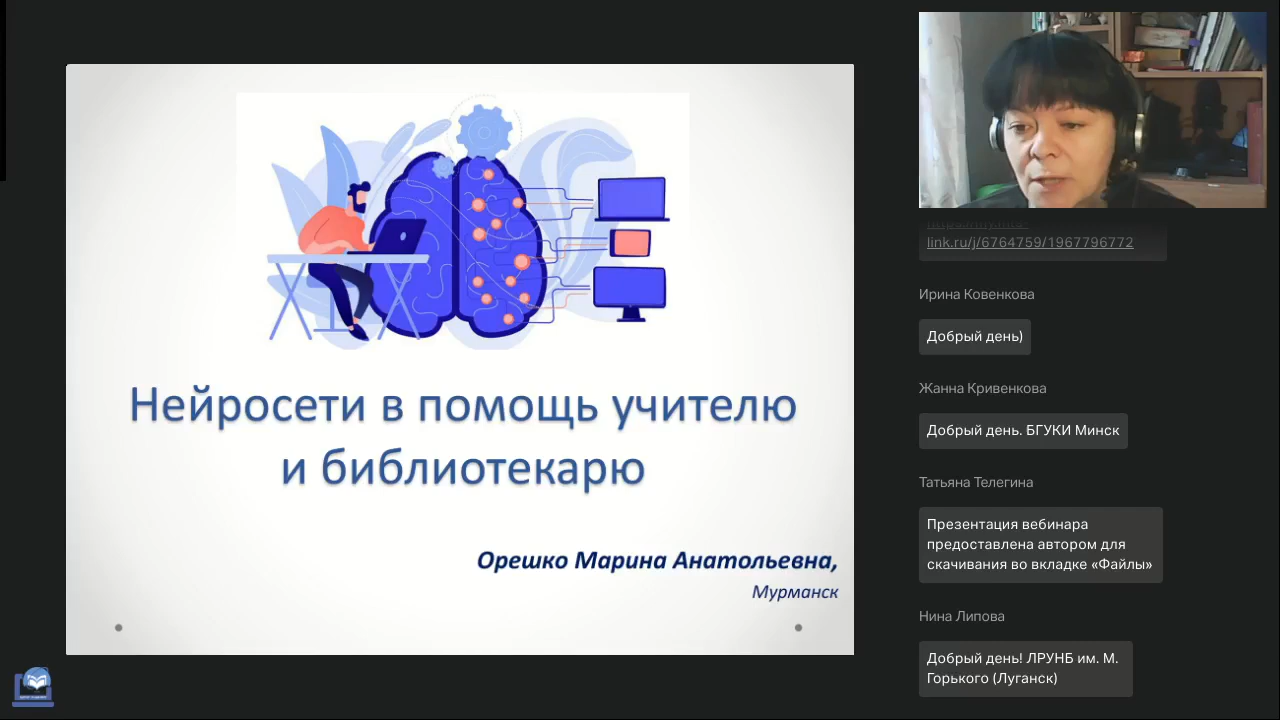 Нейросети в помощь учителю
и библиотекарю
Орешко Марина Анатольевна,
Мурманск
link.ru/j/6764759/1967796772
Ирина Ковенкова
Добрый день)
Жанна Кривенкова
Добрый день. БГУКИ Минск
Татьяна Телегина
Презентация вебинара
предоставлена автором для
скачивания во вкладке «Файлы»
Нина Липова
Добрый день! ЛРУНБ им. М.
Горького (Луганск)